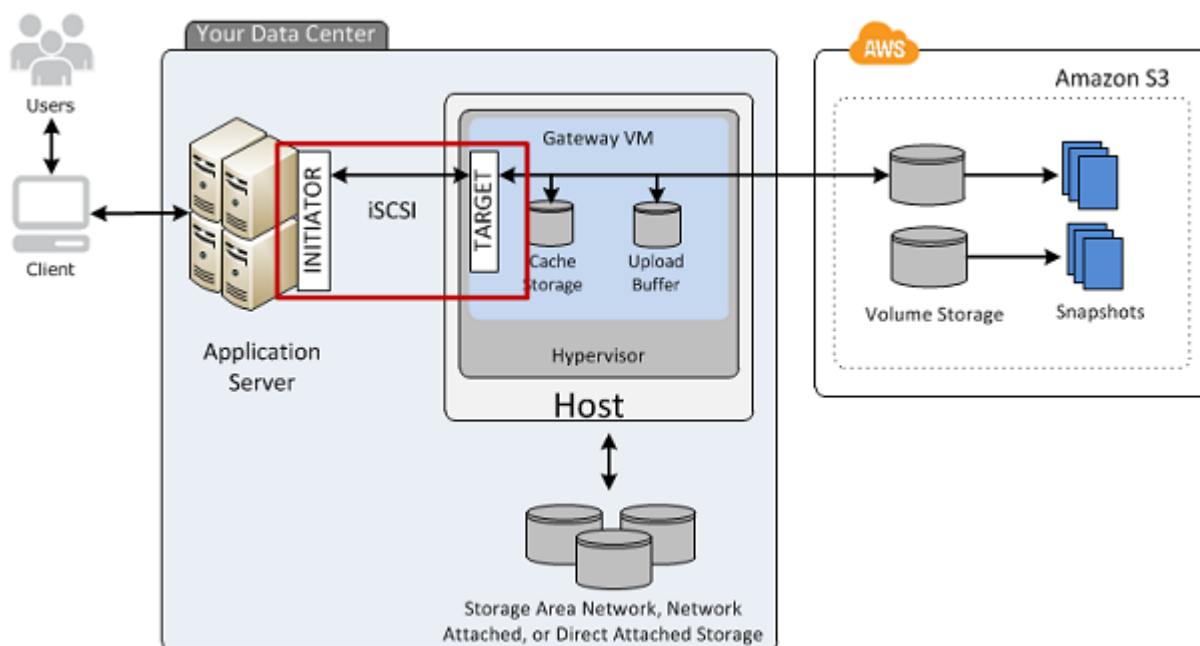 Your Data Center
AWS
Users
Amazon S3
Gateway VM
INITIATOR
iSCSI
TARGET
Client
Cache
Storage
Upload
Buffer
Volume Storage
Snapshots
Application
Server
Hypervisor
Host
Storage Area Network, Network
Attached, or Direct Attached Storage